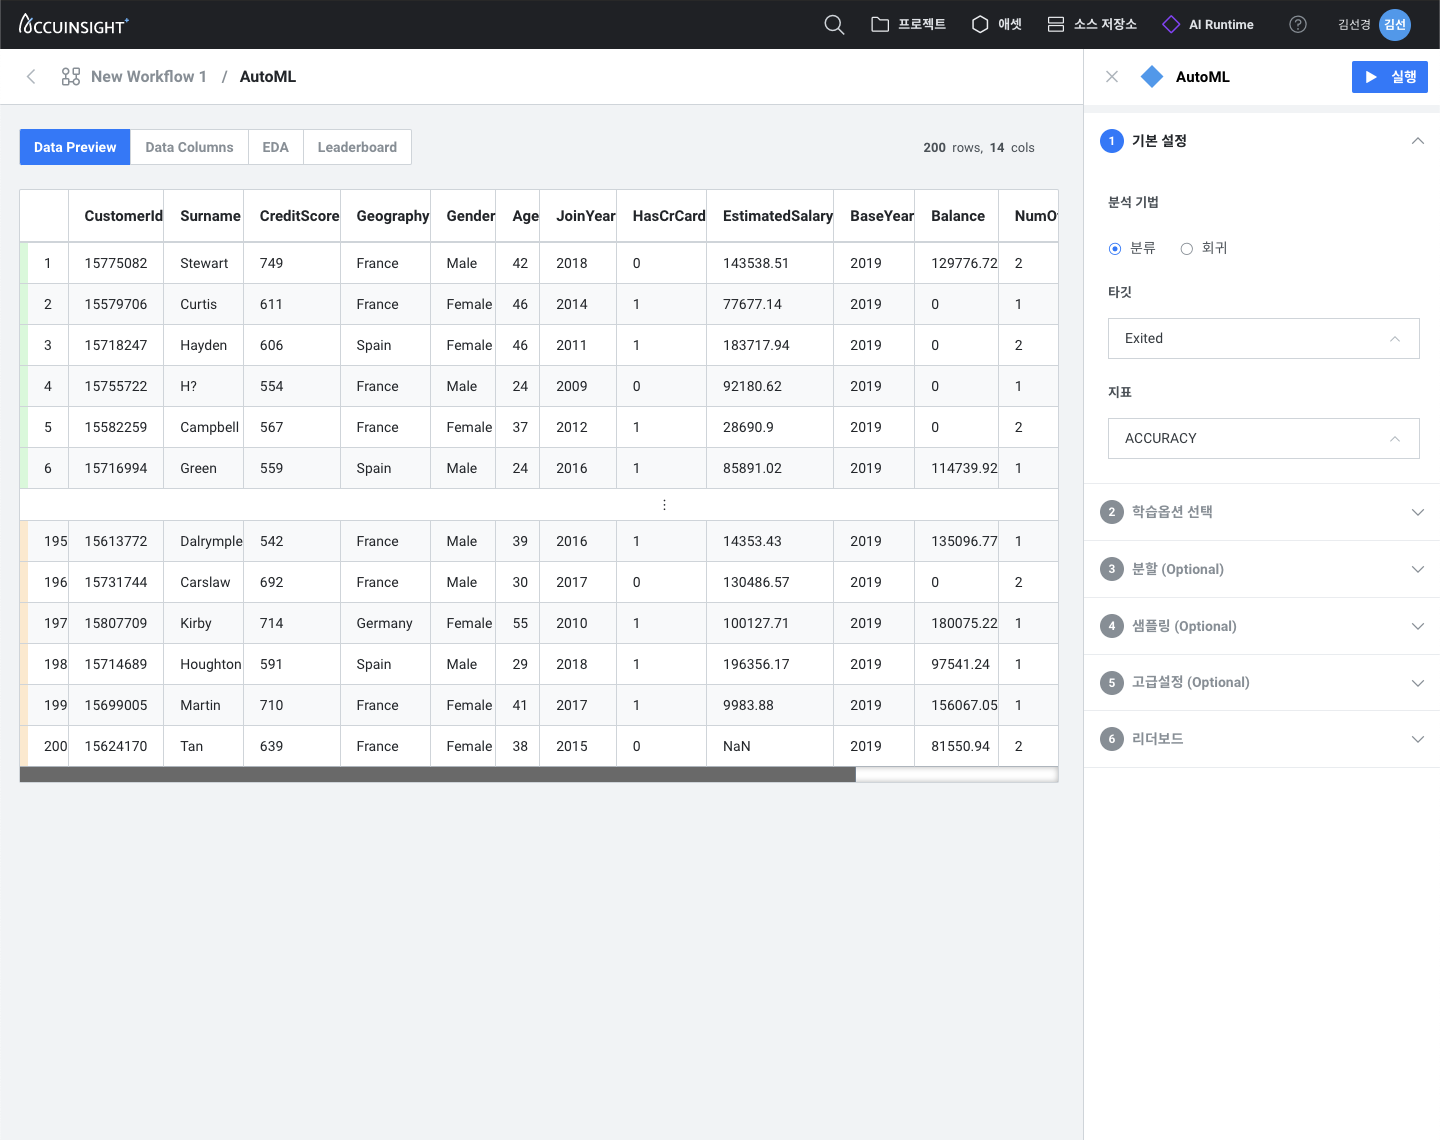 ACCUINSIGHT+
프로젝트
애셋
소스 저장소
AI Runtime
?
김선경
김선
New Workflow 1 / AutoML
AutoML
실행
Data Preview
Data Columns
EDA
Leaderboard
200 rows, 14 cols
CustomerId Surname CreditScore Geography Gender Age JoinYear HasCrCard EstimatedSalary BaseYear Balance NumO
1 15775082 Stewart 749 France Male 42 2018 0 143538.51 2019 129776.72 2
2 15579706 Curtis 611 France Female 46 2014 1 77677.14 2019 0 1
3 15718247 Hayden 606 Spain Female 46 2011 1 183717.94 2019 0 2
4 15755722 H? 554 France Male 24 2009 0 92180.62 2019 0 1
5 15582259 Campbell 567 France Female 37 2012 1 28690.9 2019 0 2
6 15716994 Green 559 Spain Male 24 2016 1 85891.02 2019 114739.92 1
⋮
195 15613772 Dalrymple 542 France Male 39 2016 1 14353.43 2019 135096.77 1
196 15731744 Carslaw 692 France Male 30 2017 0 130486.57 2019 0 2
197 15807709 Kirby 714 Germany Female 55 2010 1 100127.71 2019 180075.22 1
198 15714689 Houghton 591 Spain Male 29 2018 1 196356.17 2019 97541.24 1
199 15699005 Martin 710 France Female 41 2017 1 9983.88 2019 156067.05 1
200 15624170 Tan 639 France Female 38 2015 0 NaN 2019 81550.94 2
1 기본 설정
분석 기법
분류
회귀
타깃
Exited
지표
ACCURACY
2 학습옵션 선택
3 분할 (Optional)
4 샘플링 (Optional)
5 고급설정 (Optional)
6 리더보드